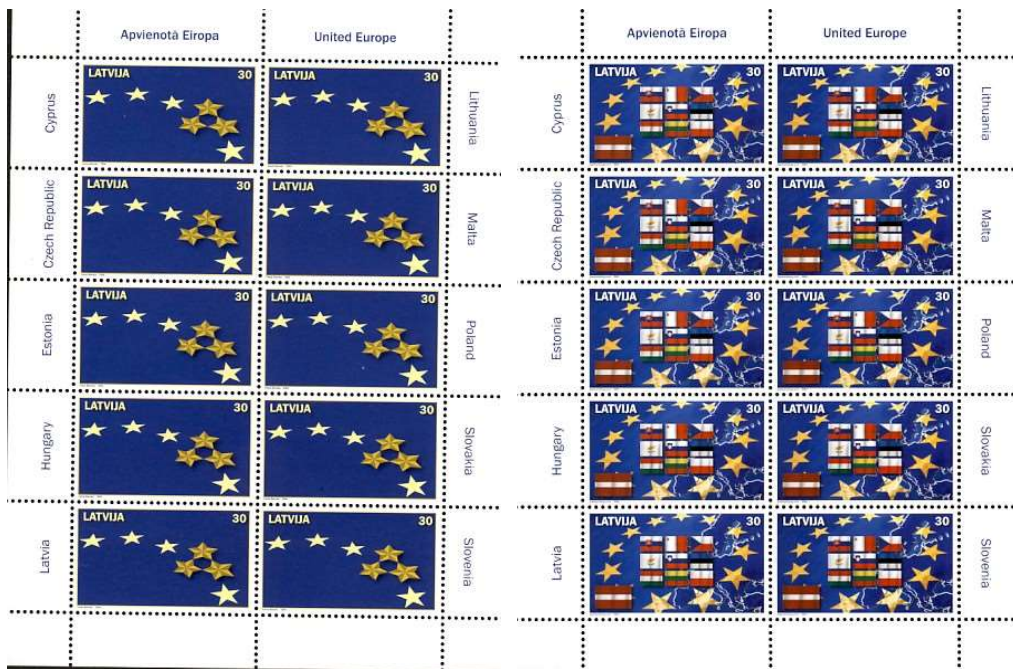 Apvienotà Eiropa United Europe
Cyprus LATVIJA 30 LATVIJA 30 Lithuania
Czech Republic LATVIJA 30 LATVIJA 30 Malta
Estonia LATVIJA 30 LATVIJA 30 Poland
Hungary LATVIJA 30 LATVIJA 30 Slovakia
Latvia LATVIJA 30 LATVIJA 30 Slovenia
Apvienotà Eiropa United Europe
Cyprus LATVIJA 30 LATVIJA 30 Lithuania
Czech Republic LATVIJA 30 LATVIJA 30 Malta
Estonia LATVIJA 30 LATVIJA 30 Poland
Hungary LATVIJA 30 LATVIJA 30 Slovakia
Latvia LATVIJA 30 LATVIJA 30 Slovenia